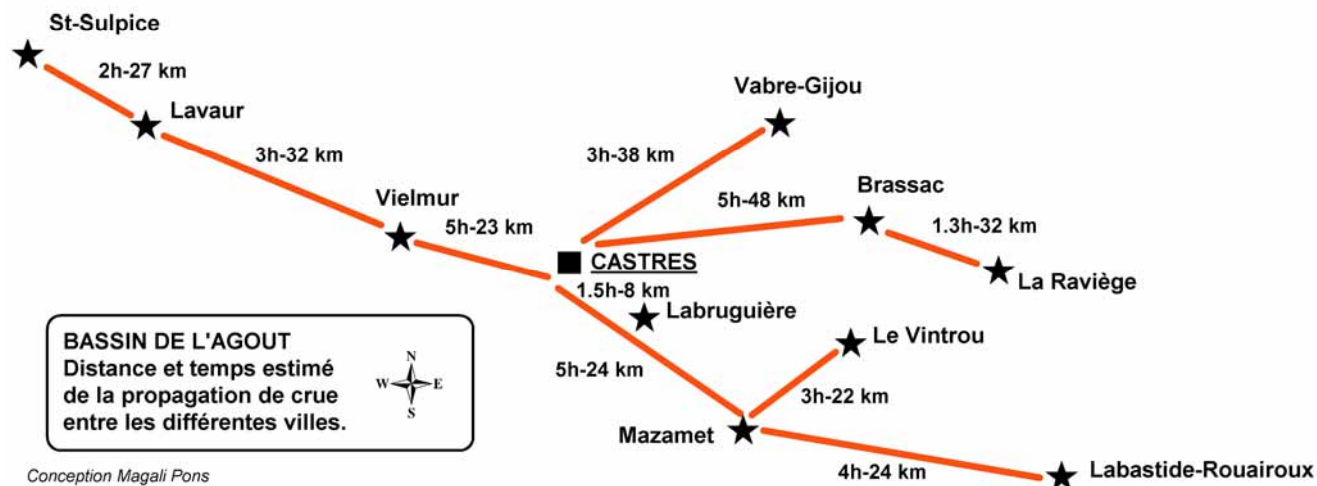 St-Sulpice
2h-27 km
Lavaur
3h-32 km
Vielmur
5h-23 km
Vabre-Gijou
3h-38 km
Brassac
5h-48 km
1.3h-32 km
La Raviège
CASTRES
1.5h-8 km
Labruguière
Le Vintrou
5h-24 km
3h-22 km
Mazamet
4h-24 km
Labastide-Rouairoux
BASSIN DE L'AGOUT
Distance et temps estimé
de la propagation de crue
entre les différentes villes.
N
W E
S
Conception Magali Pons